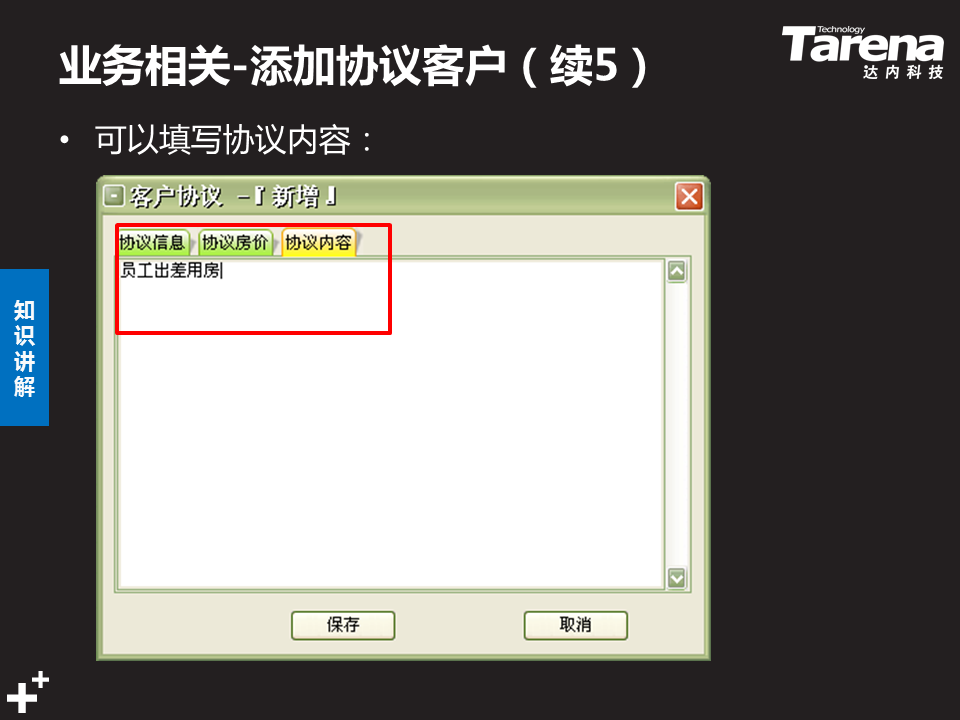 业务相关-添加协议客户（续5）
Technology
Tarena
达内科技
• 可以填写协议内容：
客户协议 -『 新增 』
协议信息 协议房价 协议内容
员工出差用房
知识讲解
保存 取消